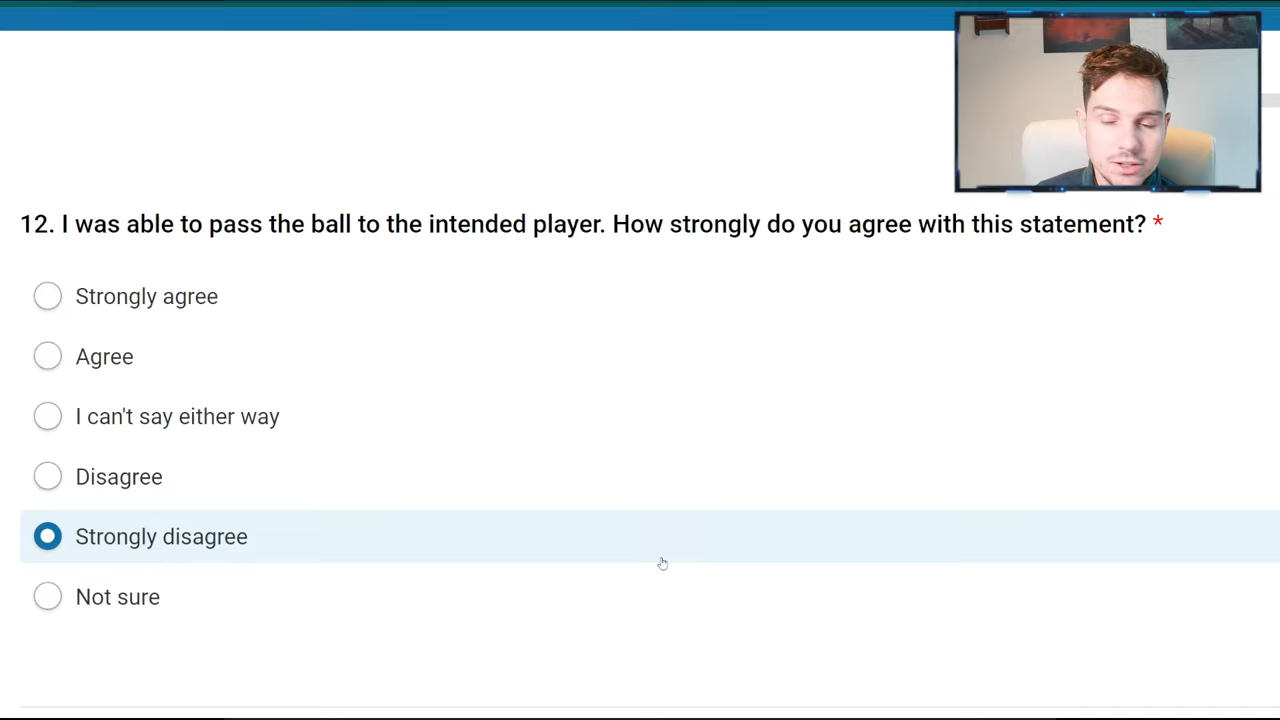 12. I was able to pass the ball to the intended player. How strongly do you agree with this statement? *
Strongly agree
Agree
I can't say either way
Disagree
Strongly disagree
Not sure